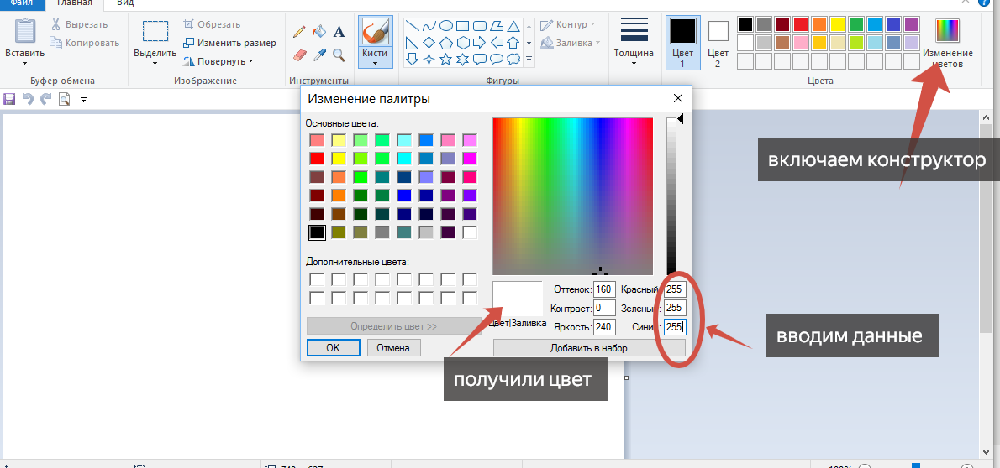 Файл Главная Вид
Вставить
Вырезать
Копировать
Буфер обмена
Выделить
Обрезать
Изменить размер
Повернуть
Изображение
A
Инструменты
Кисти
Контур
Заливка
Фигуры
Толщина
Цвет
1
Цвет
2
Изменение
цветов
Цвета
Изменение палитры
Основные цвета:
Дополнительные цвета:
Определить цвет >>
OK
Отмена
Цвет|Заливка
Оттенок: 160
Контраст: 0
Яркость: 240
Красный: 255
Зеленый: 255
Синий: 255
Добавить в набор
включаем конструктор
вводим данные
получили цвет